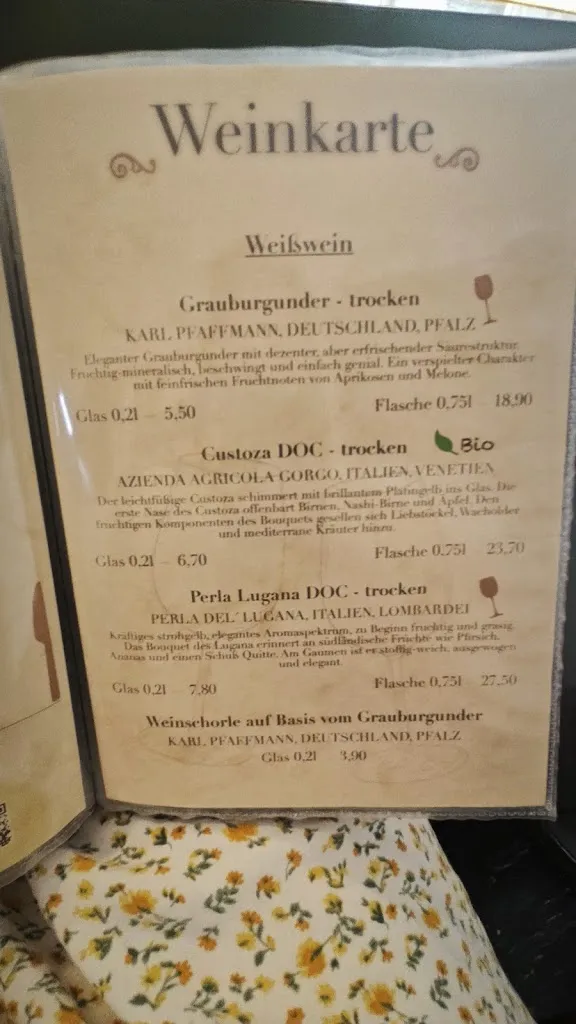 Weinkarte
Weißwein
Grauburgunder - trocken
KARL PFAFFMANN, DEUTSCHLAND, PFALZ
Eleganter Grauburgunder mit dezenter, aber erfrischender Säurestruktur.
Fruchtig-mineralisch, beschwingt und einfach genial. Ein verspielter Charakter
mit feinfrischen Fruchtnoten von Aprikosen und Melone.
Glas 0,2l – 5,50 Flasche 0,75l – 18,90
Custoza DOC - trocken Bio
AZIENDA AGRICOLA GORGO, ITALIEN, VENETIEN
Der leichtfüßige Custoza schimmert mit brillantem Platingelb ins Glas. Die
erste Nase des Custoza offenbart Birnen, Nashi-Birne und Äpfel. Den
fruchtigen Komponenten des Bouquets gesellen sich Liebstöckel, Wacholder
und mediterrane Kräuter hinzu.
Glas 0,2l – 6,70 Flasche 0,75l – 23,70
Perla Lugana DOC - trocken
PERLA DEL´ LUGANA, ITALIEN, LOMBARDEI
Kräftiges strohgelb, elegantes Aromaspektrum, zu Beginn fruchtig und grasig.
Das Bouquet des Lugana erinnert an südländische Früchte wie Pfirsich,
Ananas und einen Schuß Quitte. Am Gaumen ist er stoffig-weich, ausgewogen
und elegant.
Glas 0,2l – 7,80 Flasche 0,75l – 27,50
Weinschorle auf Basis vom Grauburgunder
KARL PFAFFMANN, DEUTSCHLAND, PFALZ
Glas 0,2l 3,90